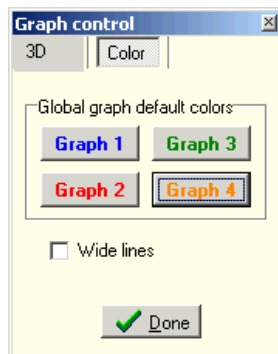 Graph control
3D Color
Global graph default colors
Graph 1 Graph 3
Graph 2 Graph 4
Wide lines
Done